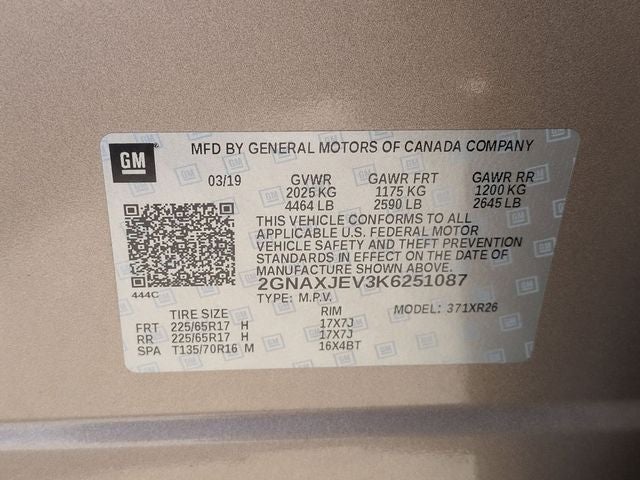 GM
MFD BY GENERAL MOTORS OF CANADA COMPANY
03/19 GVWR GAWR FRT GAWR RR
2025 KG 1175 KG 1200 KG
4464 LB 2590 LB 2645 LB
THIS VEHICLE CONFORMS TO ALL
APPLICABLE U.S. FEDERAL MOTOR
VEHICLE SAFETY AND THEFT PREVENTION
STANDARDS IN EFFECT ON THE DATE OF
MANUFACTURE SHOWN ABOVE.
2GNAXJEV3K6251087
444C
TYPE: M.P.V.
TIRE SIZE RIM MODEL: 371XR26
FRT 225/65R17 H 17X7J
RR 225/65R17 H 17X7J
SPA T135/70R16 M 16X4BT